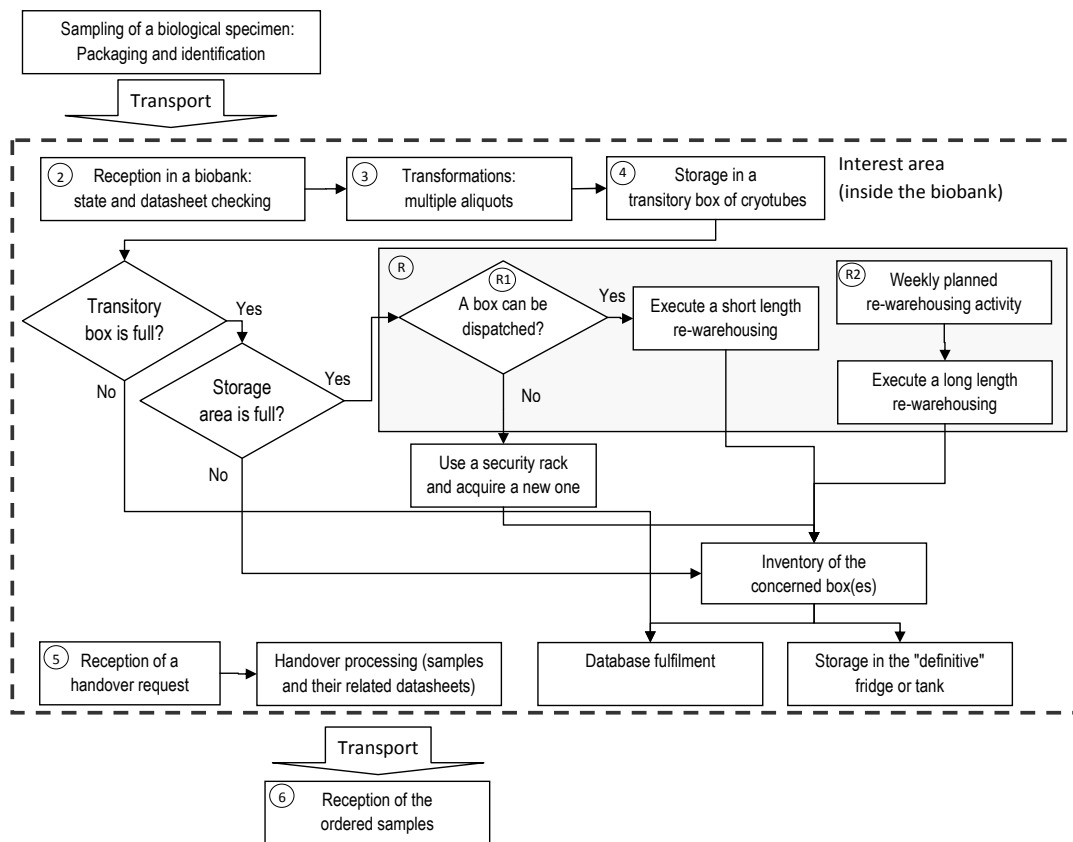 Sampling of a biological specimen:
Packaging and identification
Transport
Interest area
(inside the biobank)
2
Reception in a biobank:
state and datasheet checking
3
Transformations:
multiple aliquots
4
Storage in a
transitory box of cryotubes
R
R1
A box can be
dispatched?
Yes
Execute a short length
re-warehousing
R2
Weekly planned
re-warehousing activity
Transitory
box is full?
Yes
No
Storage
area is full?
Yes
No
No
Execute a long length
re-warehousing
Use a security rack
and acquire a new one
Inventory of the
concerned box(es)
5
Reception of a
handover request
Handover processing (samples
and their related datasheets)
Database fulfilment
Storage in the "definitive"
fridge or tank
Transport
6
Reception of the
ordered samples